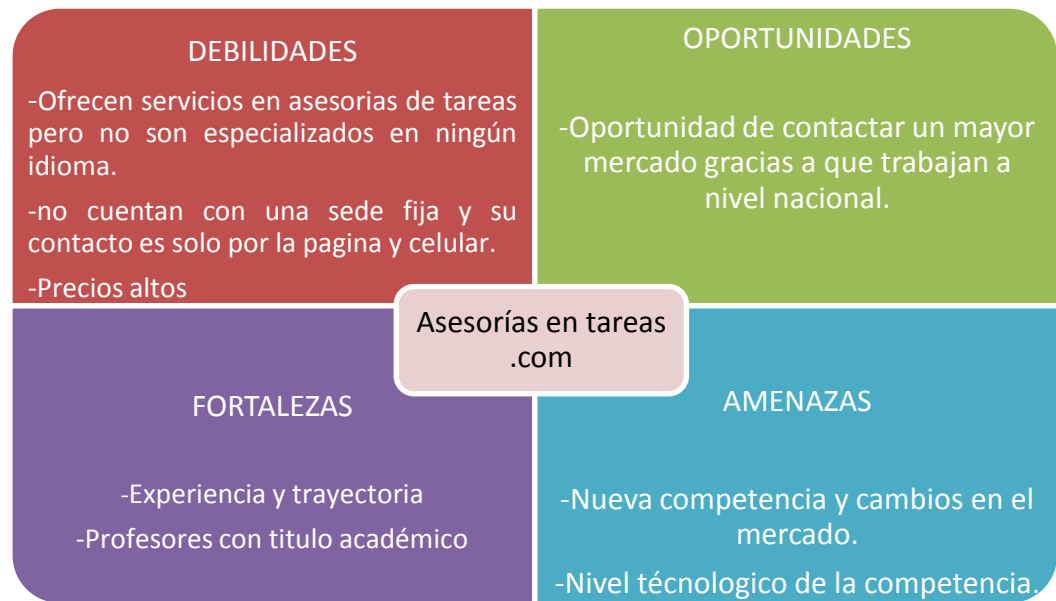 DEBILIDADES
-Ofrecen servicios en asesorias de tareas
pero no son especializados en ningún
idioma.
-no cuentan con una sede fija y su
contacto es solo por la pagina y celular.
-Precios altos
OPORTUNIDADES
-Oportunidad de contactar un mayor
mercado gracias a que trabajan a
nivel nacional.
Asesorías en tareas
.com
FORTALEZAS
-Experiencia y trayectoria
-Profesores con titulo académico
AMENAZAS
-Nueva competencia y cambios en el
mercado.
-Nivel técnologico de la competencia.